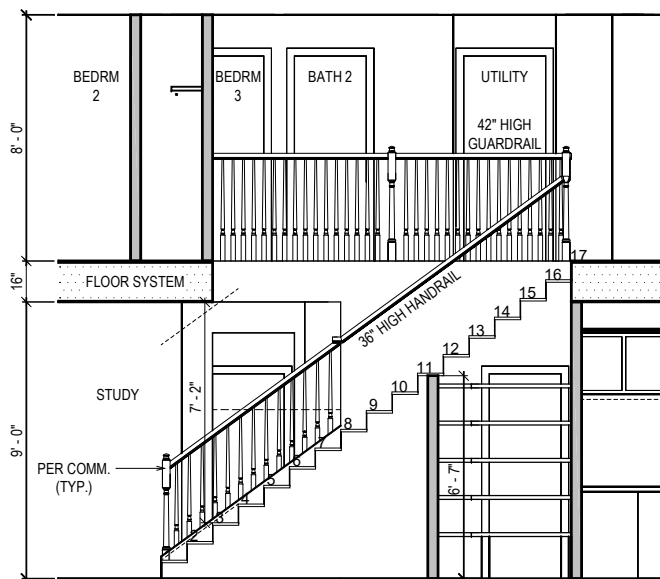 BEDRM
2
BEDRM
3
BATH 2
UTILITY
42" HIGH
GUARDRAIL
8' - 0"
16"
FLOOR SYSTEM
36" HIGH HANDRAIL
17
16
15
14
13
12
11
10
9
8
7
6
5
4
3
STUDY
7' - 2"
9' - 0"
PER COMM.
(TYP.)
6' - 7"